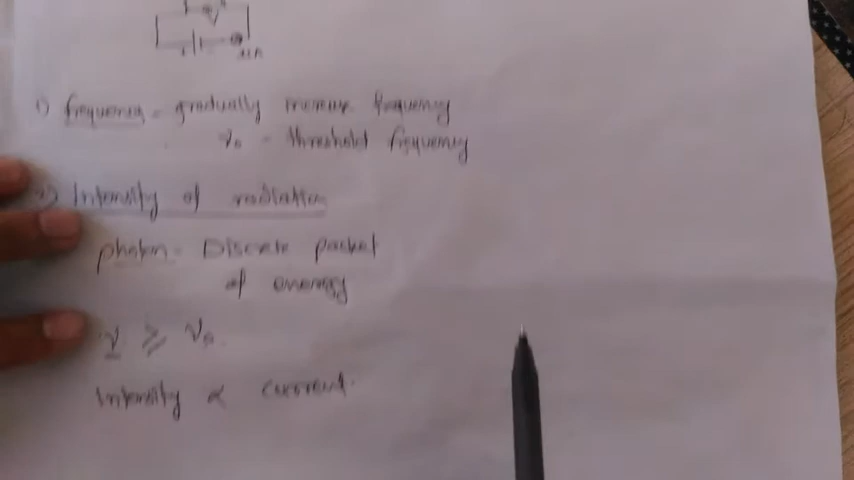 V
μA
1) frequency - gradually increase frequency
ν₀ - threshold frequency
2) Intensity of radiation
photon - Discrete packet
of energy
ν ⩾ ν₀
Intensity ∝ current.